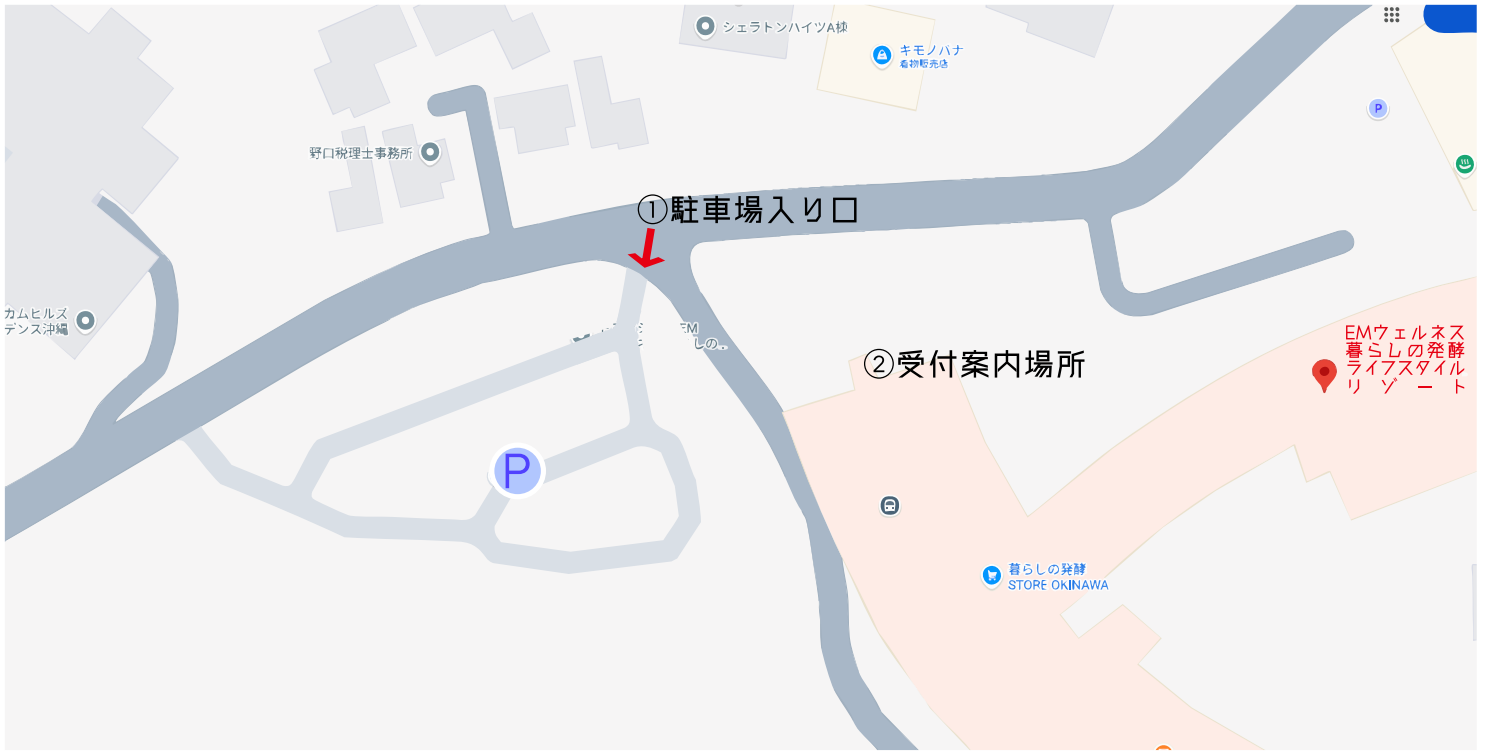 シェラトンハイツA棟
キモノハナ
着物販売店
P
野口税理士事務所
①駐車場入り口
カムヒルズ
デンス沖縄
EM
しの..
②受付案内場所
EMウェルネス
暮らしの発酵
ライフスタイル
リゾート
P
暮らしの発酵
STORE OKINAWA